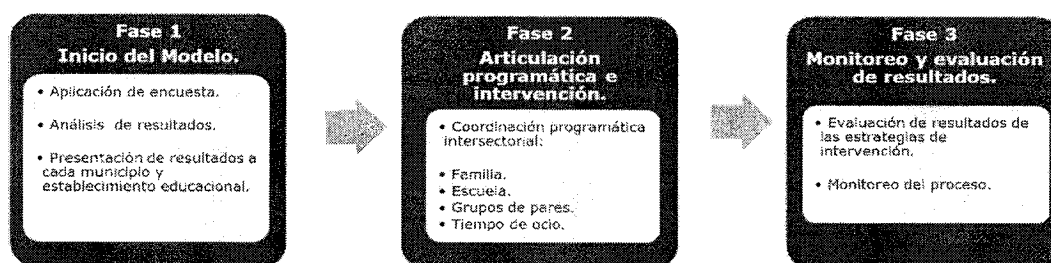 Fase 1
Inicio del Modelo.
• Aplicación de encuesta.
• Análisis de resultados.
• Presentación de resultados a
cada municipio y
establecimiento educacional.
Fase 2
Articulación
programática e
intervención.
• Coordinación programática
intersectorial:
• Familia.
• Escuela.
• Grupos de pares.
• Tiempo de ocio.
Fase 3
Monitoreo y evaluación
de resultados.
• Evaluación de resultados de
las estrategias de
intervención.
• Monitoreo del proceso.